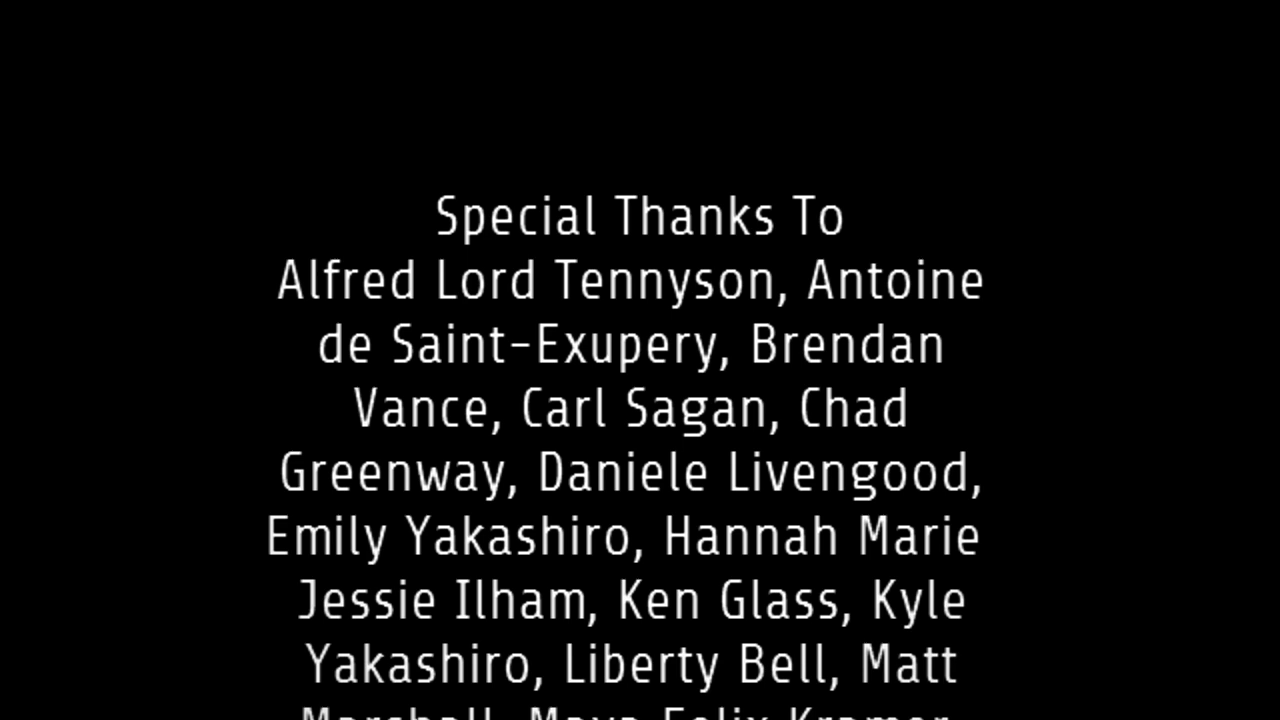 Special Thanks To
Alfred Lord Tennyson, Antoine
de Saint-Exupery, Brendan
Vance, Carl Sagan, Chad
Greenway, Daniele Livengood,
Emily Yakashiro, Hannah Marie
Jessie Ilham, Ken Glass, Kyle
Yakashiro, Liberty Bell, Matt